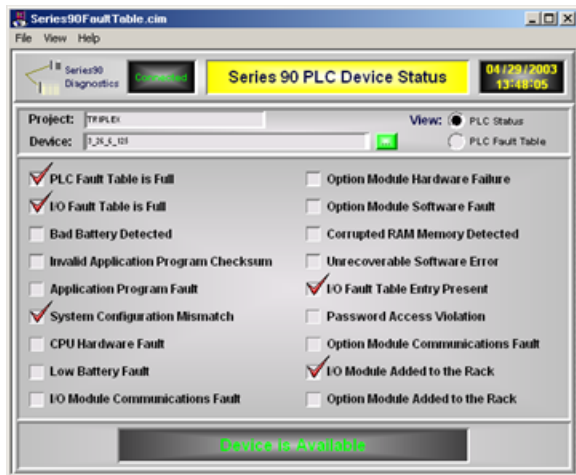 Series90FaultTable.cim
File View Help
Series90
Diagnostics
Connected
Series 90 PLC Device Status
04/29/2003
13:48:05
Project: TRIPLEX
View: PLC Status
Device:
PLC Fault Table
PLC Fault Table is Full
Option Module Hardware Failure
I/O Fault Table is Full
Option Module Software Fault
Bad Battery Detected
Corrupted RAM Memory Detected
Invalid Application Program Checksum
Unrecoverable Software Error
Application Program Fault
I/O Fault Table Entry Present
System Configuration Mismatch
Password Access Violation
CPU Hardware Fault
Option Module Communications Fault
Low Battery Fault
I/O Module Added to the Rack
I/O Module Communications Fault
Option Module Added to the Rack
Device is Available